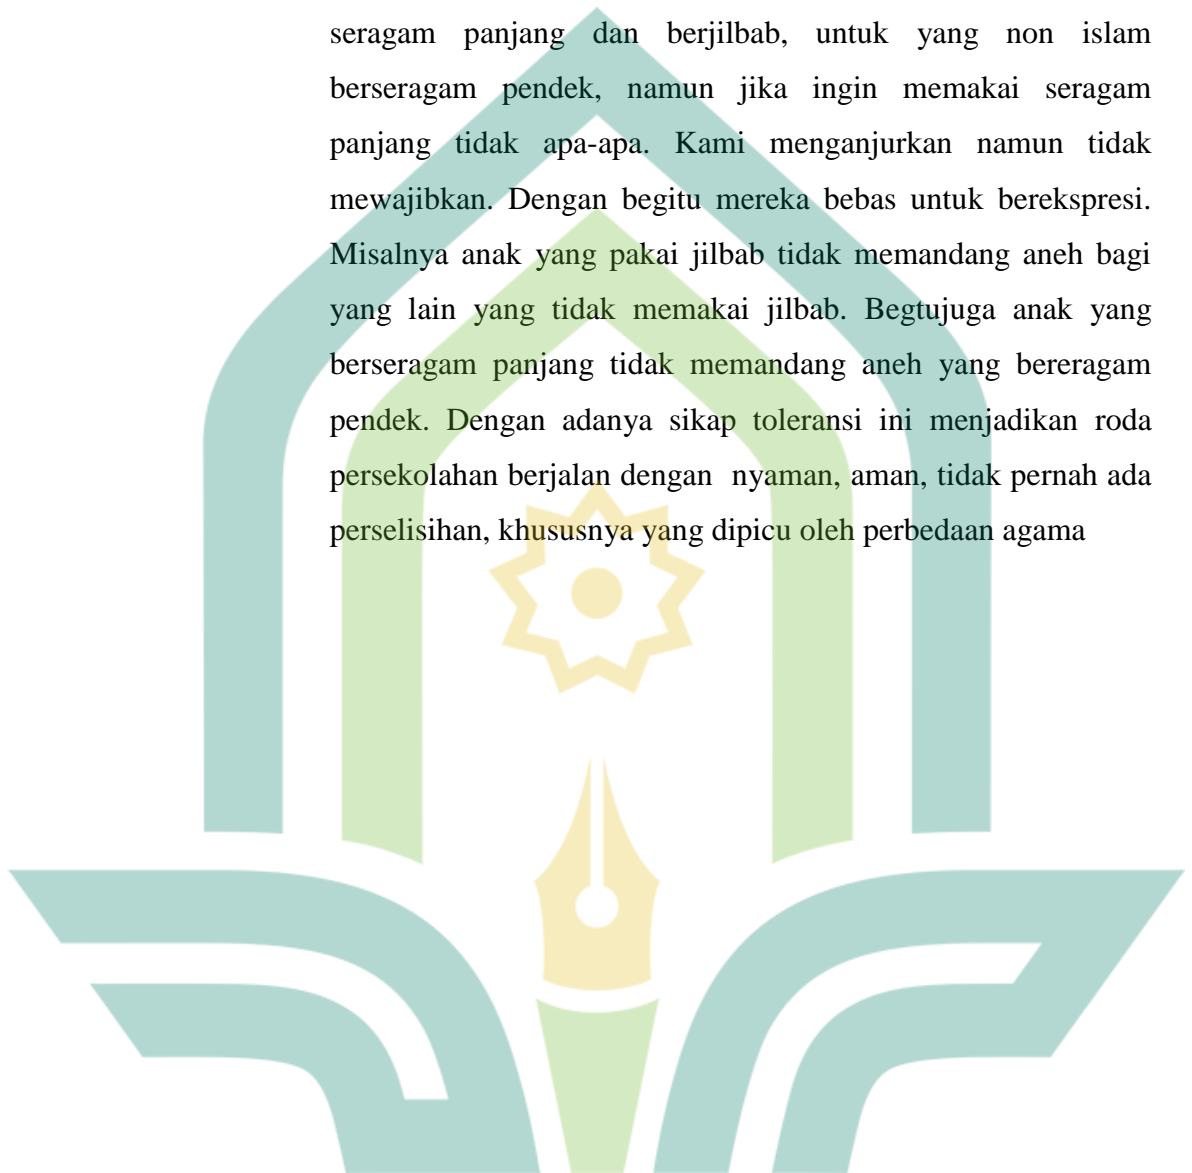 seragam panjang dan berjilbab, untuk yang non islam
berseragam pendek, namun jika ingin memakai seragam
panjang tidak apa-apa. Kami menganjurkan namun tidak
mewajibkan. Dengan begitu mereka bebas untuk berekspresi.
Misalnya anak yang pakai jilbab tidak memandang aneh bagi
yang lain yang tidak memakai jilbab. Begtujuga anak yang
berseragam panjang tidak memandang aneh yang bereragam
pendek. Dengan adanya sikap toleransi ini menjadikan roda
persekolahan berjalan dengan  nyaman, aman, tidak pernah ada
perselisihan, khususnya yang dipicu oleh perbedaan agama